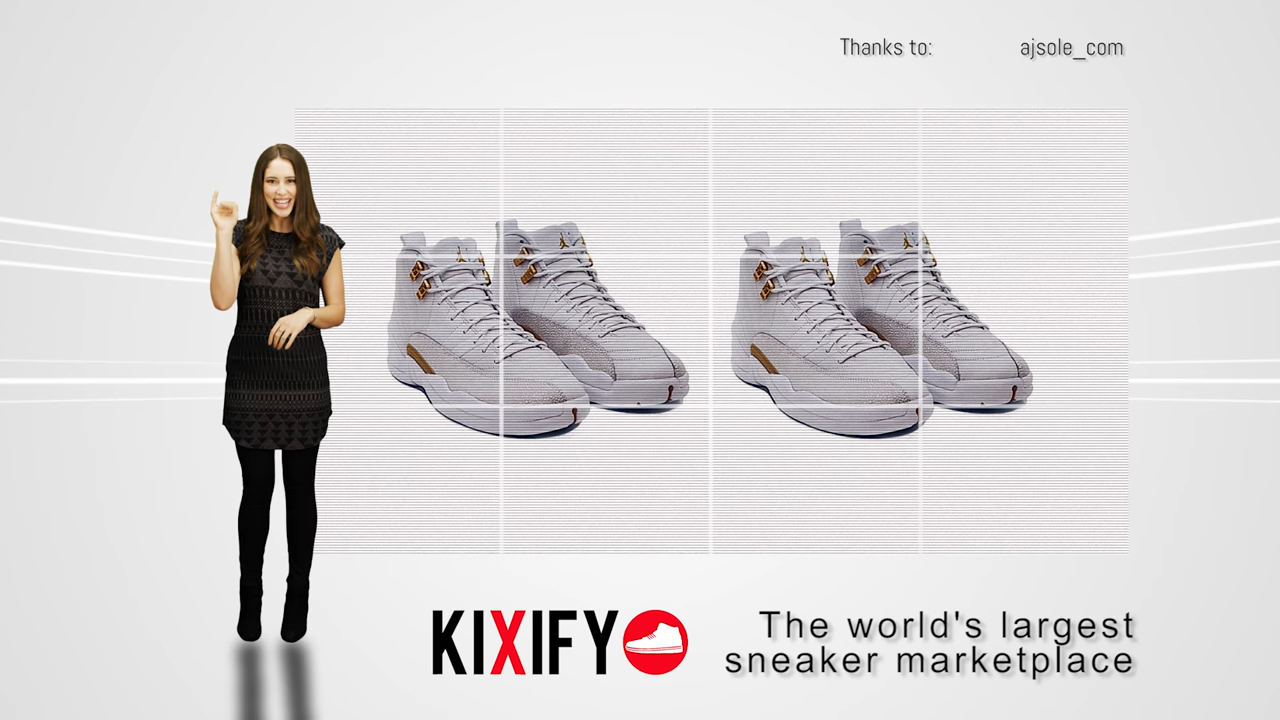 Thanks to: ajsole_com
KIXIFY
The world's largest
sneaker marketplace